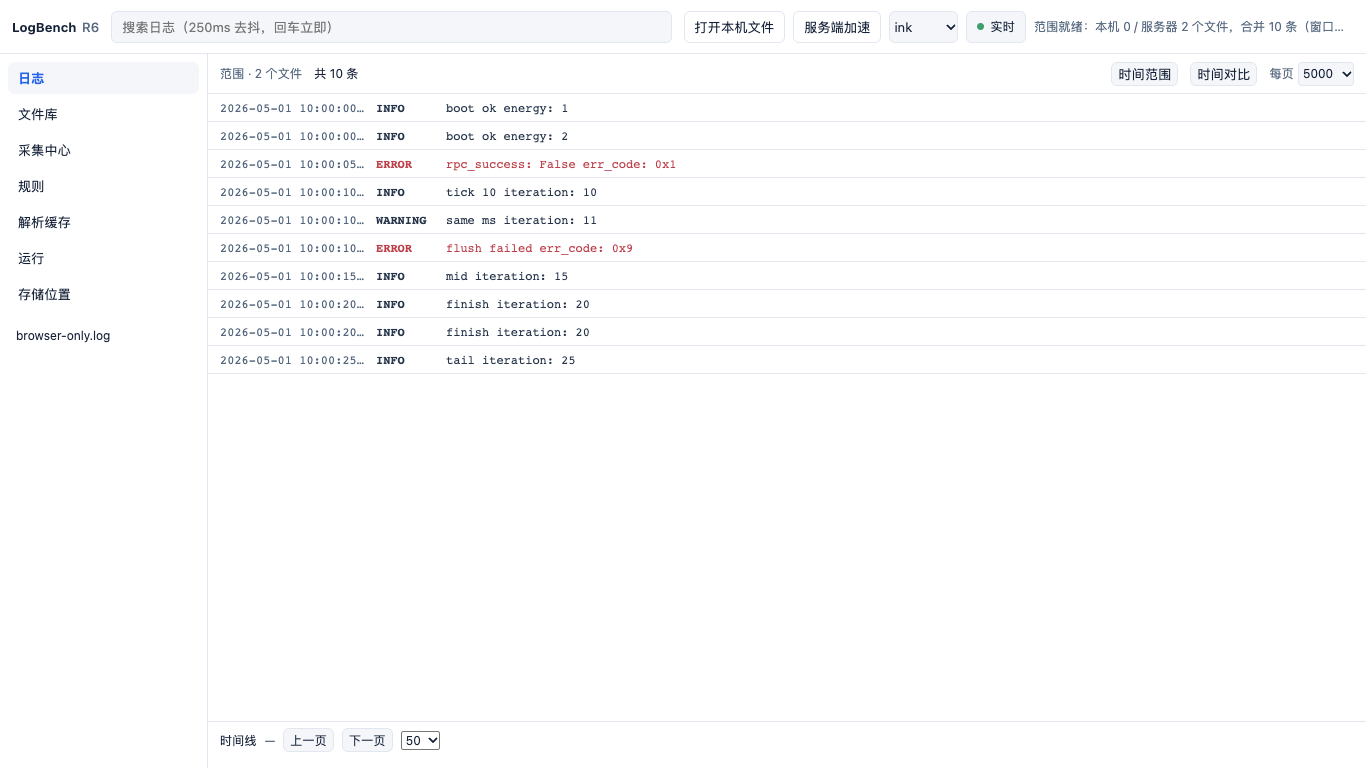 LogBench R6 搜索日志（250ms 去抖，回车立即） 打开本机文件 服务端加速 ink 实时 范围就绪：本机 0 / 服务器 2 个文件，合并 10 条（窗口…
日志
文件库
采集中心
规则
解析缓存
运行
存储位置
browser-only.log
范围 · 2 个文件 共 10 条 时间范围 时间对比 每页 5000
2026-05-01 10:00:00… INFO boot ok energy: 1
2026-05-01 10:00:00… INFO boot ok energy: 2
2026-05-01 10:00:05… ERROR rpc_success: False err_code: 0x1
2026-05-01 10:00:10… INFO tick 10 iteration: 10
2026-05-01 10:00:10… WARNING same ms iteration: 11
2026-05-01 10:00:10… ERROR flush failed err_code: 0x9
2026-05-01 10:00:15… INFO mid iteration: 15
2026-05-01 10:00:20… INFO finish iteration: 20
2026-05-01 10:00:20… INFO finish iteration: 20
2026-05-01 10:00:25… INFO tail iteration: 25
时间线 — 上一页 下一页 50